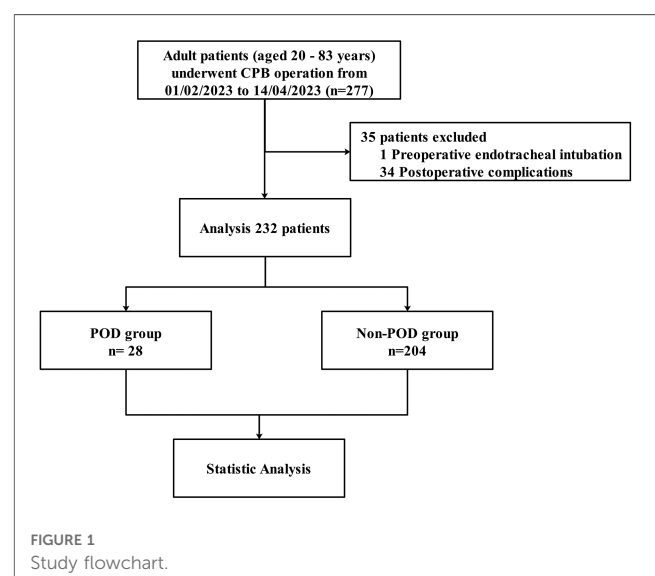 Adult patients (aged 20 - 83 years)
underwent CPB operation from
01/02/2023 to 14/04/2023 (n=277)
35 patients excluded
1 Preoperative endotracheal intubation
34 Postoperative complications
Analysis 232 patients
POD group
n= 28
Non-POD group
n=204
Statistic Analysis
FIGURE 1
Study flowchart.